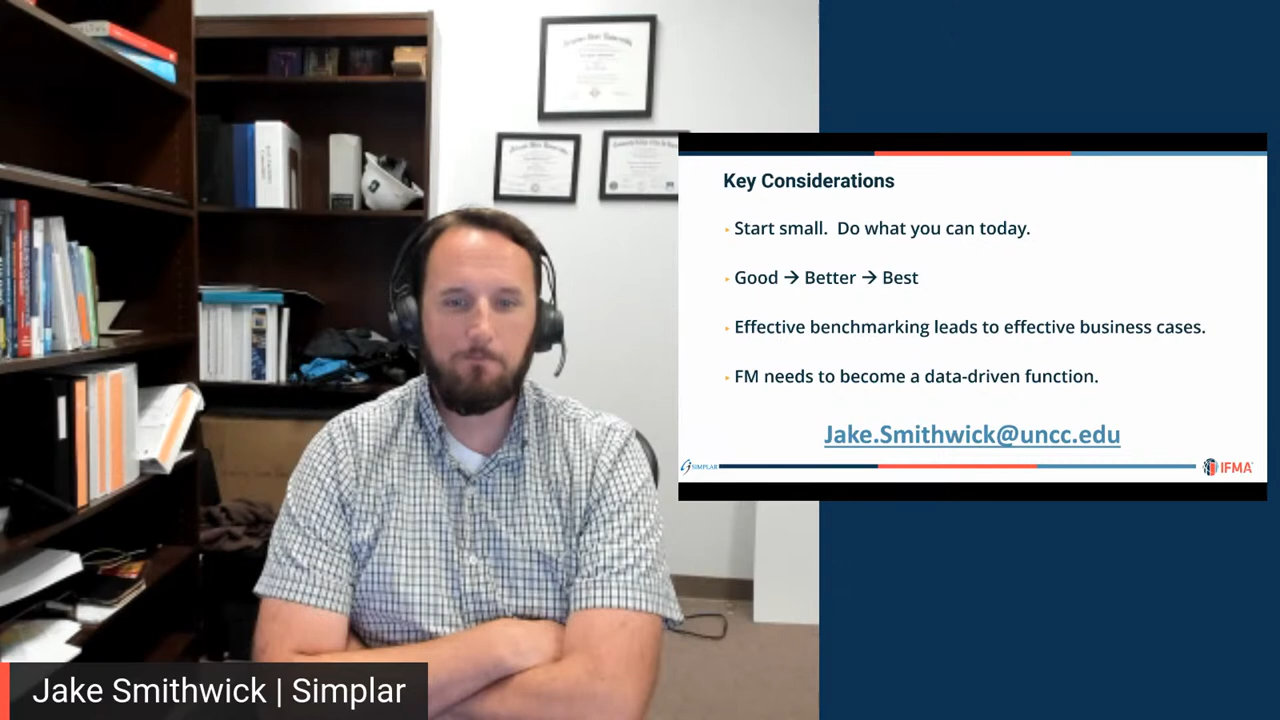 Key Considerations
Start small.  Do what you can today.
Good → Better → Best
Effective benchmarking leads to effective business cases.
FM needs to become a data-driven function.
Jake.Smithwick@uncc.edu
SIMPLAR
IFMA
Jake Smithwick | Simplar